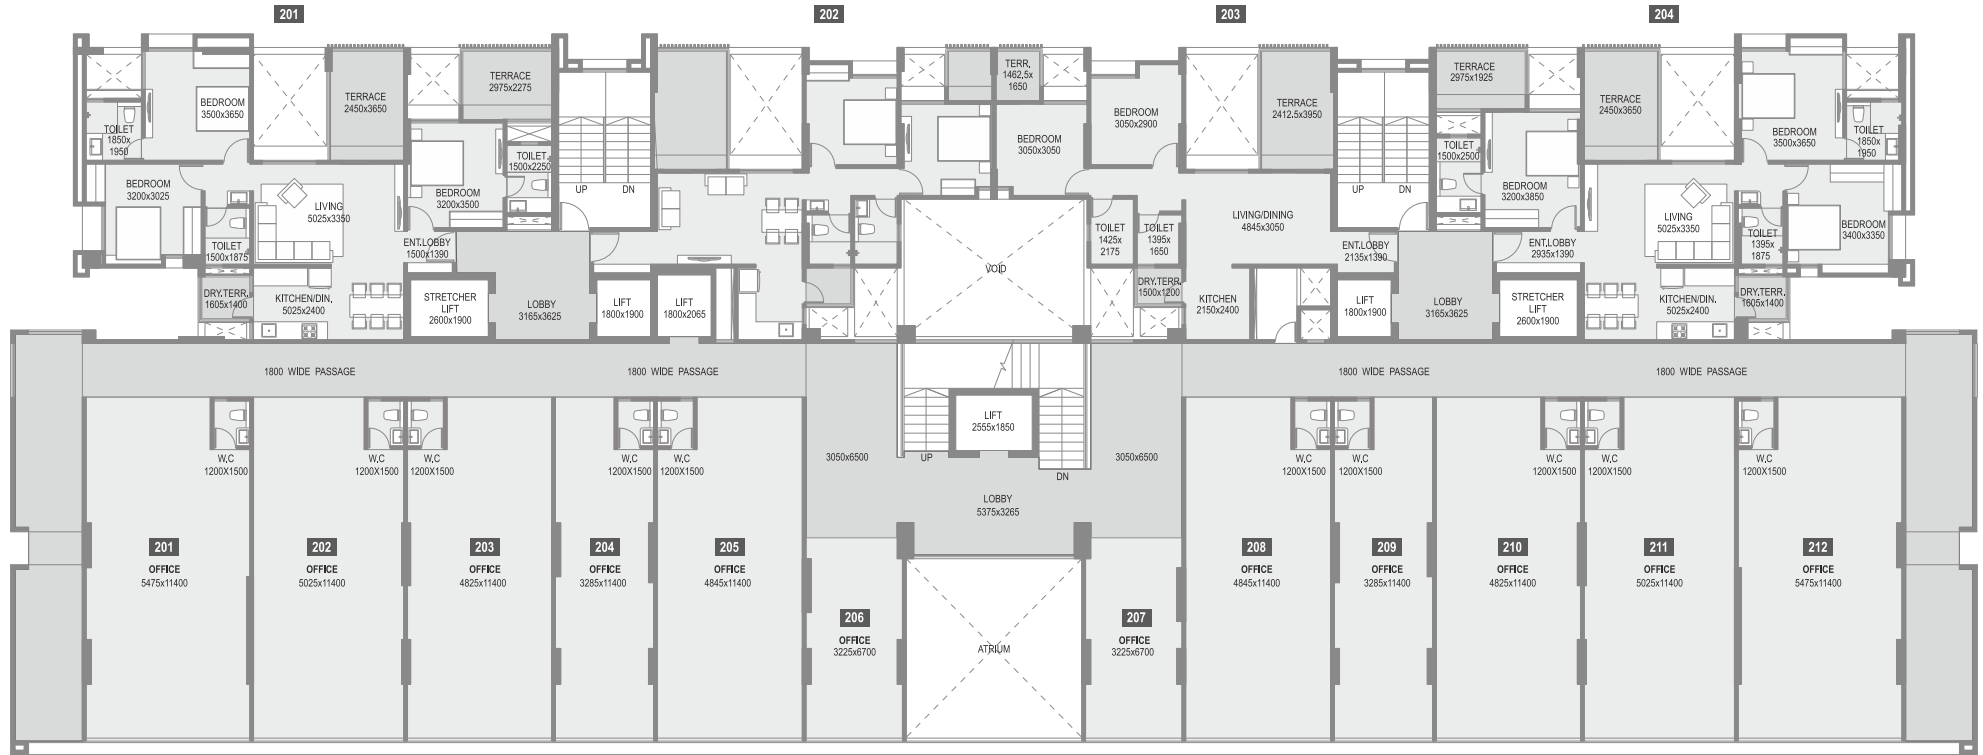 201
202
203
204
BEDROOM
3500x3650
TOILET
1850x
1950
TERRACE
2450x3650
TERRACE
2975x2275
BEDROOM
3200x3025
TOILET
1500x1875
LIVING
5025x3350
BEDROOM
3200x3500
TOILET
1500x2250
ENT.LOBBY
1500x1390
DRY.TERR.
1605x1400
KITCHEN/DIN.
5025x2400
STRETCHER
LIFT
2600x1900
LOBBY
3165x3625
UP
DN
LIFT
1800x1900
LIFT
1800x2065
TERR.
1462.5x
1650
BEDROOM
3050x3050
BEDROOM
3050x2900
TERRACE
2412.5x3950
VOID
TOILET
1425x
2175
TOILET
1395x
1650
DRY.TERR.
1500x1200
LIVING/DINING
4845x3050
KITCHEN
2150x2400
ENT.LOBBY
2135x1390
UP
DN
LIFT
1800x1900
LOBBY
3165x3625
STRETCHER
LIFT
2600x1900
TERRACE
2975x1925
TOILET
1500x2500
BEDROOM
3200x3850
ENT.LOBBY
2935x1390
TERRACE
2450x3650
LIVING
5025x3350
BEDROOM
3500x3650
TOILET
1850x
1950
TOILET
1395x
1875
BEDROOM
3400x3350
KITCHEN/DIN.
5025x2400
DRY.TERR.
1605x1400
1800 WIDE PASSAGE
1800 WIDE PASSAGE
1800 WIDE PASSAGE
1800 WIDE PASSAGE
LIFT
2555x1850
UP
DN
3050x6500
3050x6500
LOBBY
5375x3265
W.C
1200X1500
W.C
1200X1500
W.C
1200X1500
W.C
1200X1500
W.C
1200X1500
W.C
1200X1500
W.C
1200X1500
W.C
1200X1500
W.C
1200X1500
W.C
1200X1500
201
OFFICE
5475x11400
202
OFFICE
5025x11400
203
OFFICE
4825x11400
204
OFFICE
3285x11400
205
OFFICE
4845x11400
206
OFFICE
3225x6700
ATRIUM
207
OFFICE
3225x6700
208
OFFICE
4845x11400
209
OFFICE
3285x11400
210
OFFICE
4825x11400
211
OFFICE
5025x11400
212
OFFICE
5475x11400